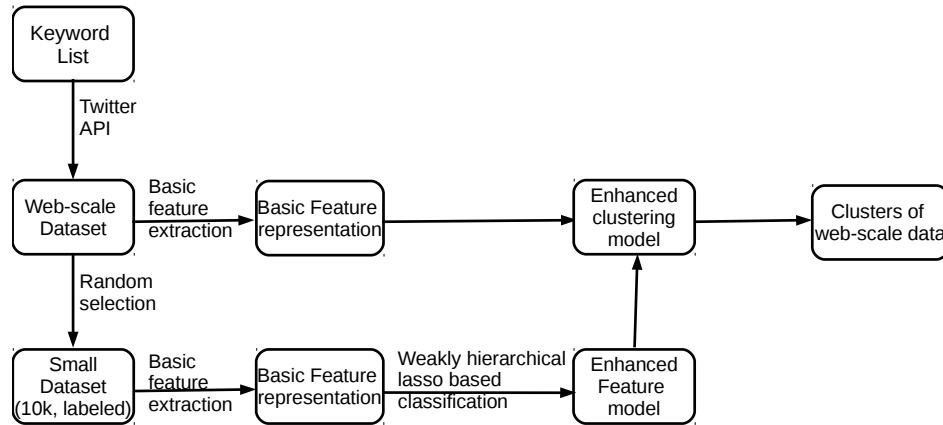 Keyword
List
Twitter
API
Web-scale
Dataset
Basic
feature
extraction
Basic Feature
representation
Enhanced
clustering
model
Clusters of
web-scale data
Random
selection
Small
Dataset
(10k, labeled)
Basic
feature
extraction
Basic Feature
representation
Weakly hierarchical
lasso based
classification
Enhanced
Feature
model